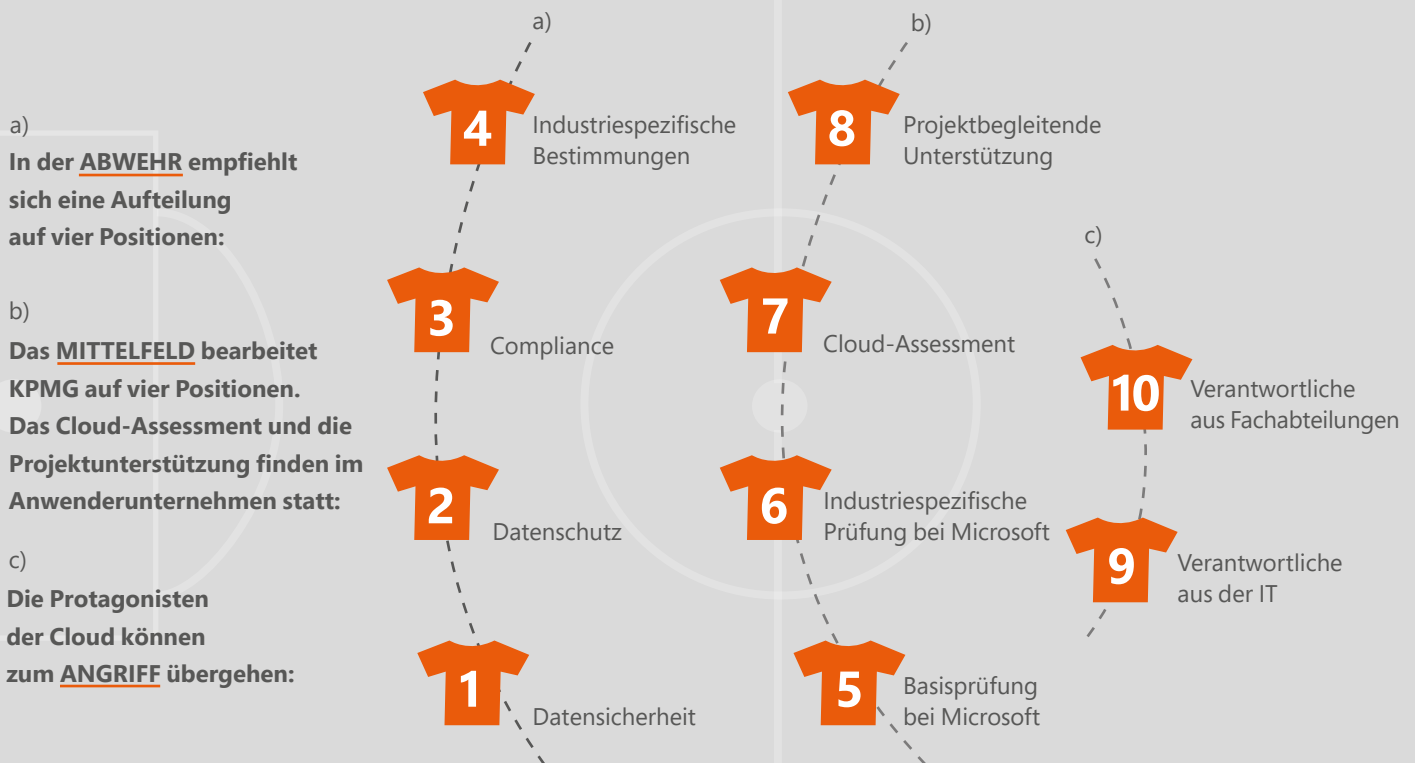 a)
In der ABWEHR empfiehlt
sich eine Aufteilung
auf vier Positionen:
b)
Das MITTELFELD bearbeitet
KPMG auf vier Positionen.
Das Cloud-Assessment und die
Projektunterstützung finden im
Anwenderunternehmen statt:
c)
Die Protagonisten
der Cloud können
zum ANGRIFF übergehen:
a)
4
Industriespezifische
Bestimmungen
3
Compliance
2
Datenschutz
1
Datensicherheit
b)
8
Projektbegleitende
Unterstützung
7
Cloud-Assessment
6
Industriespezifische
Prüfung bei Microsoft
5
Basisprüfung
bei Microsoft
c)
10
Verantwortliche
aus Fachabteilungen
9
Verantwortliche
aus der IT